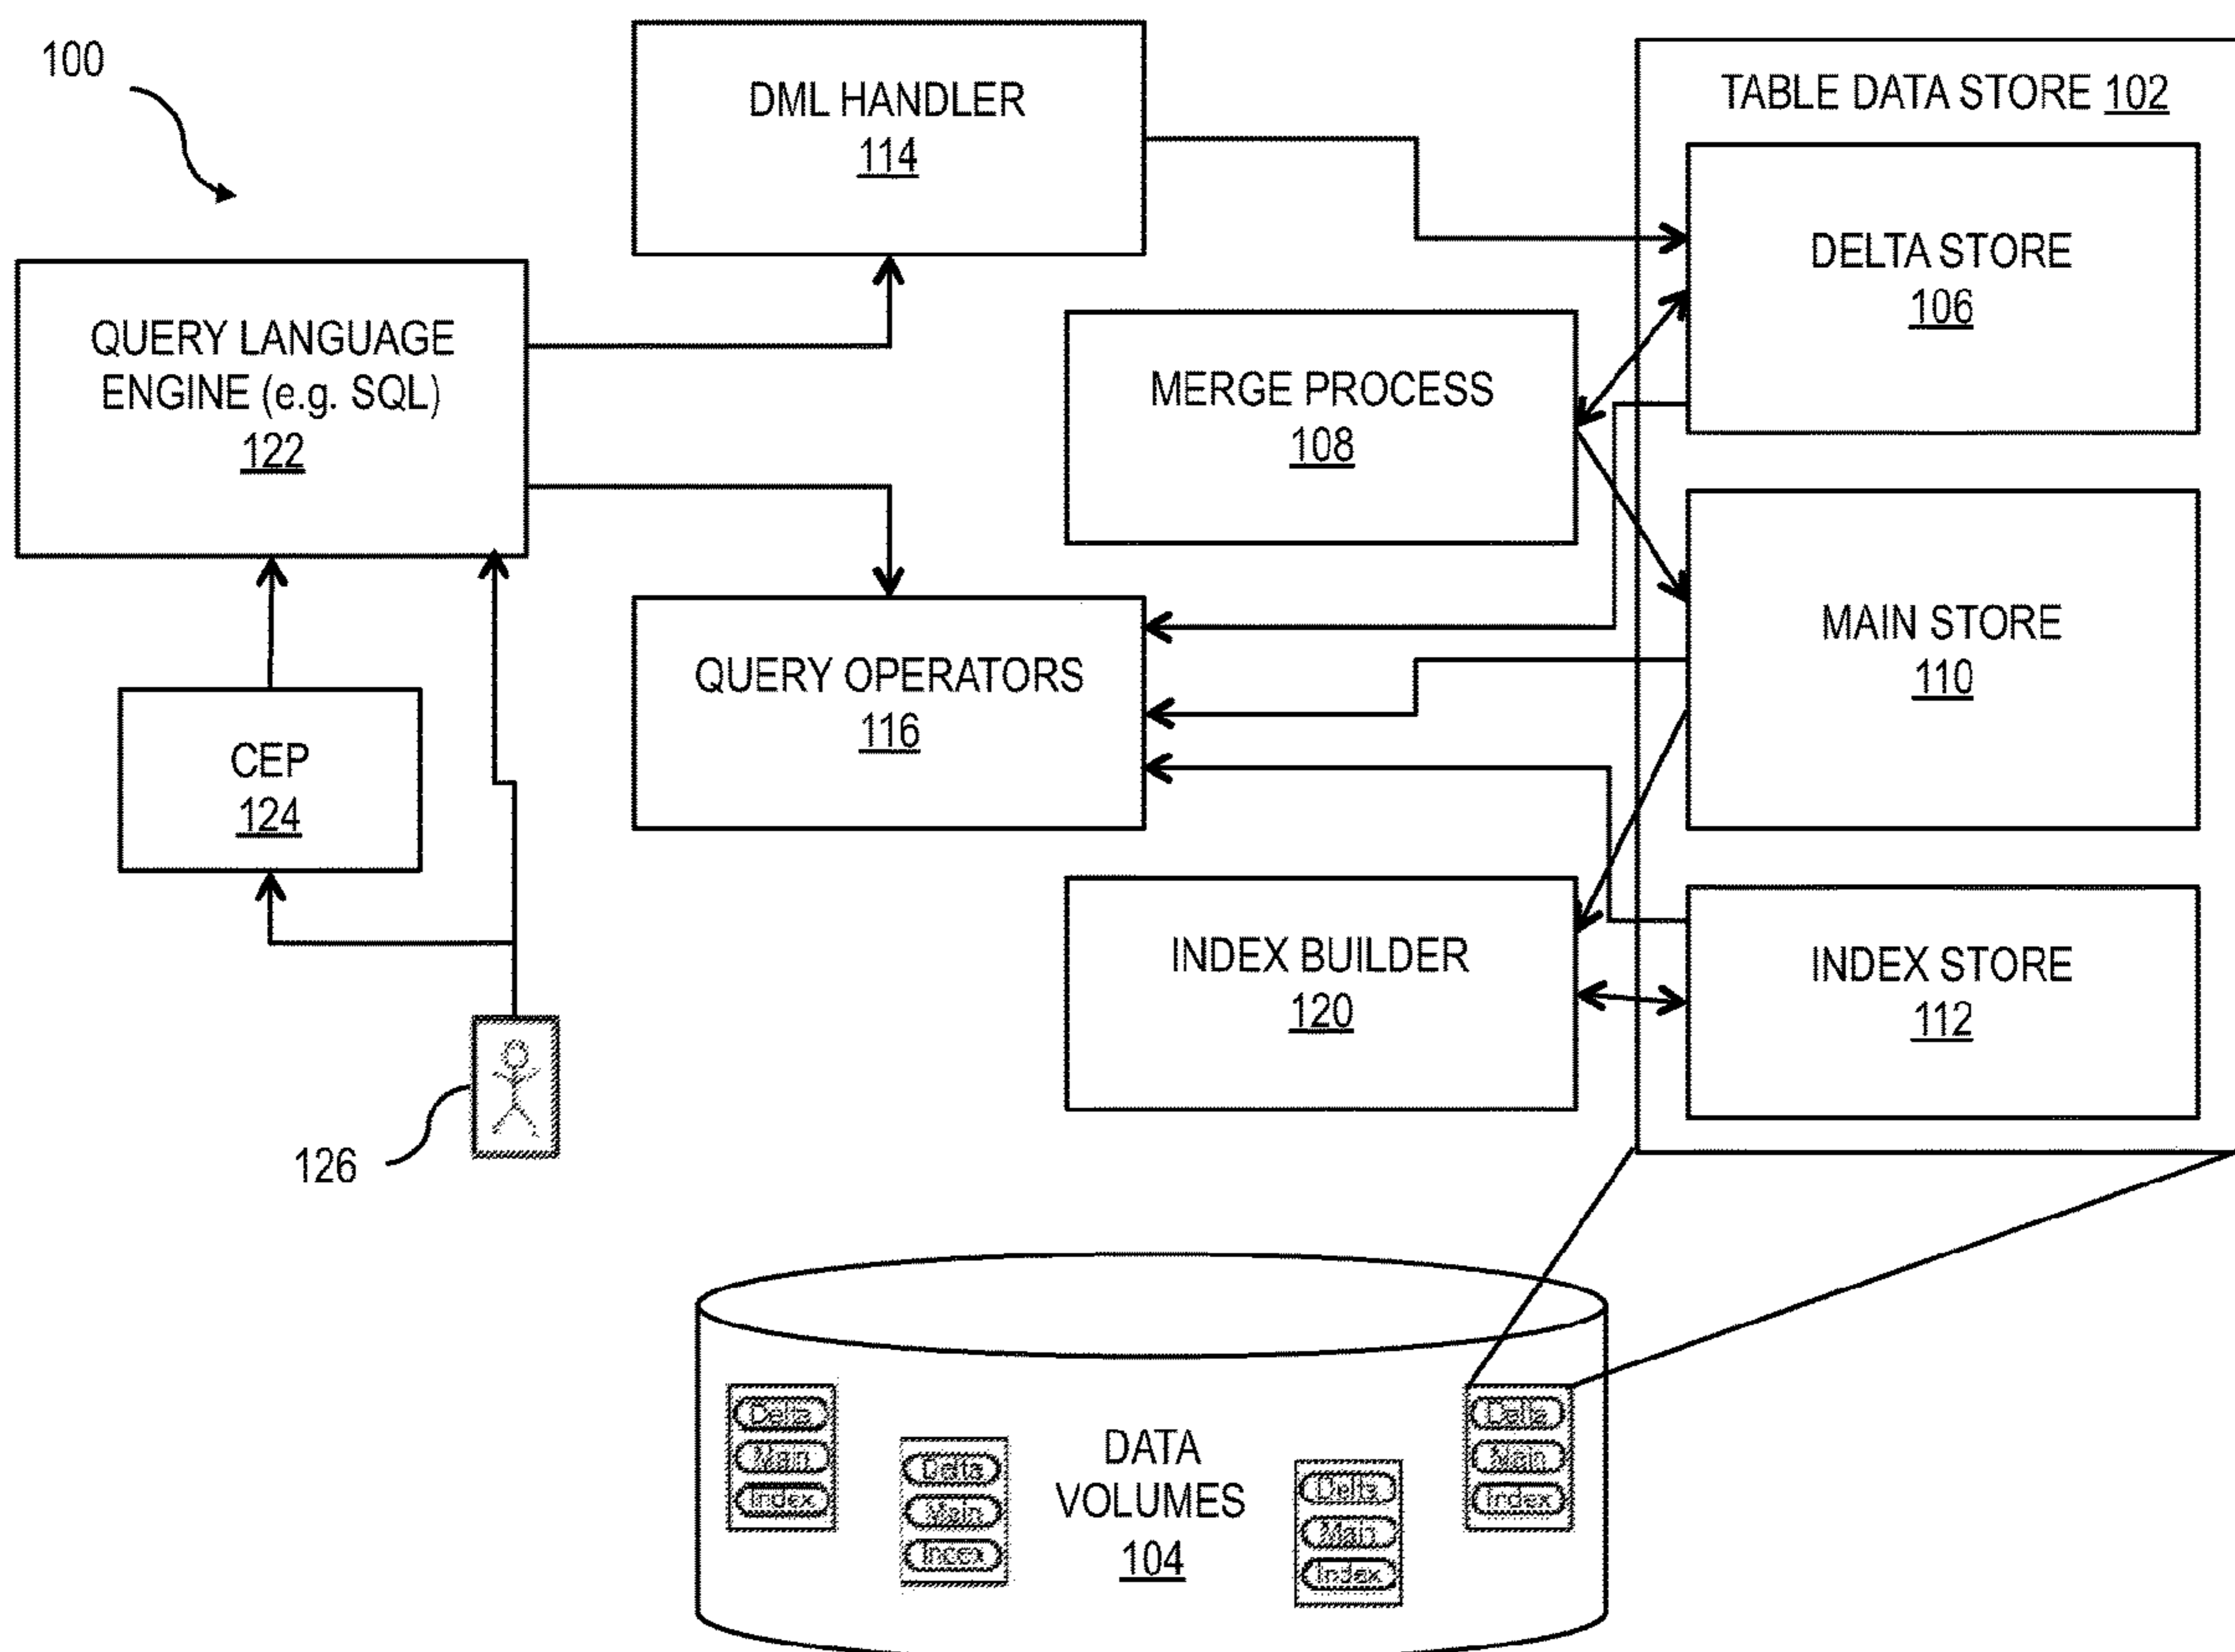 100
DML HANDLER
114
TABLE DATA STORE 102
DELTA STORE
106
QUERY LANGUAGE
ENGINE (e.g. SQL)
122
MERGE PROCESS
108
MAIN STORE
110
QUERY OPERATORS
116
CEP
124
INDEX BUILDER
120
INDEX STORE
112
126
DATA
VOLUMES
104
Delta
Main
Index
Delta
Main
Index
Delta
Main
Index
Delta
Main
Index